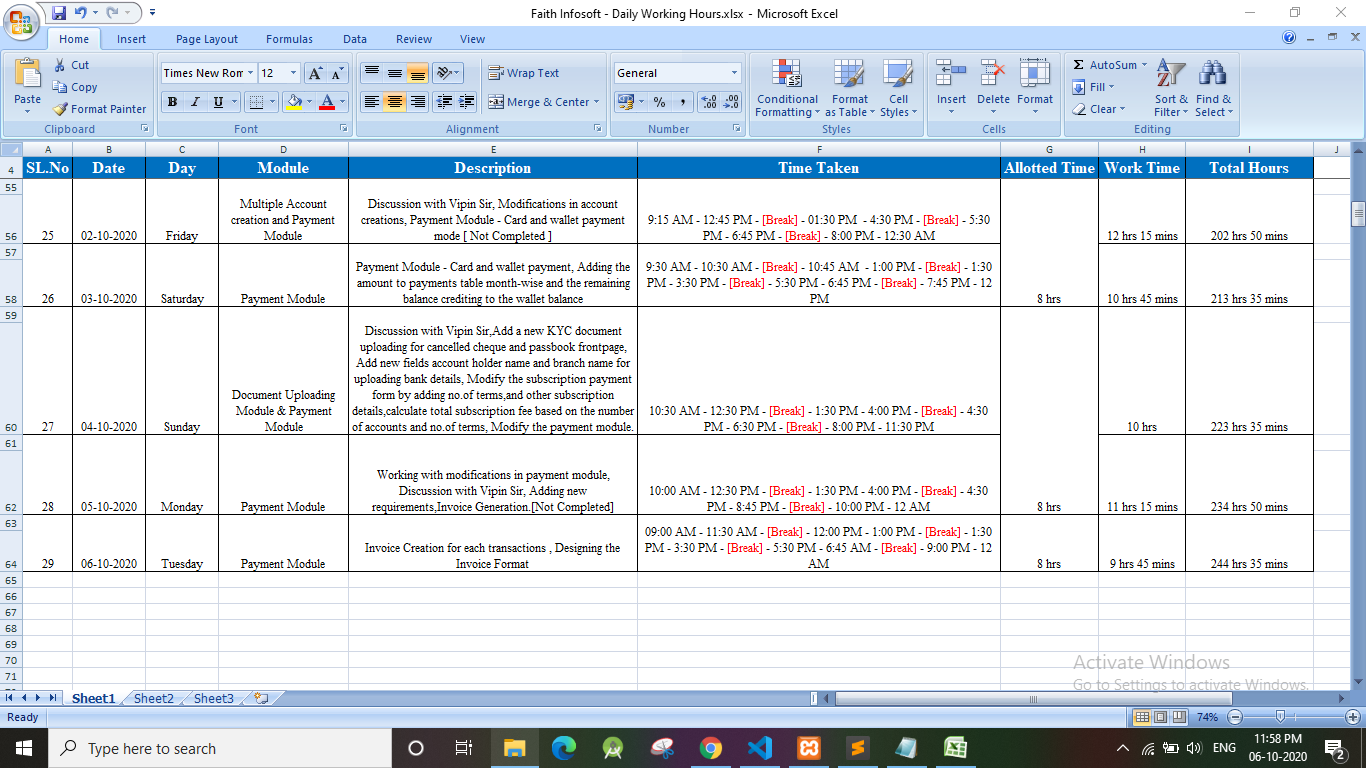 Faith Infosoft - Daily Working Hours.xlsx - Microsoft Excel
Home Insert Page Layout Formulas Data Review View
Paste Cut Copy Format Painter Clipboard
Times New Ron 12 A A B I U A Font
Wrap Text Merge & Center Alignment
General % , .00 .0 Number
Conditional Formatting Format as Table Cell Styles Styles
Insert Delete Format Cells
Σ AutoSum Fill Clear Sort & Filter Find & Select Editing
A B C D E F G H I J
4 SL.No Date Day Module Description Time Taken Allotted Time Work Time Total Hours
55
Multiple Account
creation and Payment
Module
Discussion with Vipin Sir, Modifications in account
creations, Payment Module - Card and wallet payment
mode [ Not Completed ]
9:15 AM - 12:45 PM - [Break] - 01:30 PM - 4:30 PM - [Break] - 5:30
PM - 6:45 PM - [Break] - 8:00 PM - 12:30 AM
56 25 02-10-2020 Friday 12 hrs 15 mins 202 hrs 50 mins
57
Payment Module - Card and wallet payment, Adding the
amount to payments table month-wise and the remaining
balance crediting to the wallet balance
9:30 AM - 10:30 AM - [Break] - 10:45 AM - 1:00 PM - [Break] - 1:30
PM - 3:30 PM - [Break] - 5:30 PM - 6:45 PM - [Break] - 7:45 PM - 12
PM
58 26 03-10-2020 Saturday Payment Module 8 hrs 10 hrs 45 mins 213 hrs 35 mins
59
Document Uploading
Module & Payment
Module
Discussion with Vipin Sir,Add a new KYC document
uploading for cancelled cheque and passbook frontpage,
Add new fields account holder name and branch name for
uploading bank details, Modify the subscription payment
form by adding no.of terms,and other subscription
details,calculate total subscription fee based on the number
of accounts and no.of terms, Modify the payment module.
10:30 AM - 12:30 PM - [Break] - 1:30 PM - 4:00 PM - [Break] - 4:30
PM - 6:30 PM - [Break] - 8:00 PM - 11:30 PM
60 27 04-10-2020 Sunday 10 hrs 223 hrs 35 mins
61
Working with modifications in payment module,
Discussion with Vipin Sir, Adding new
requirements,Invoice Generation.[Not Completed]
10:00 AM - 12:30 PM - [Break] - 1:30 PM - 4:00 PM - [Break] - 4:30
PM - 8:45 PM - [Break] - 10:00 PM - 12 AM
62 28 05-10-2020 Monday Payment Module 8 hrs 11 hrs 15 mins 234 hrs 50 mins
63
Invoice Creation for each transactions , Designing the
Invoice Format
09:00 AM - 11:30 AM - [Break] - 12:00 PM - 1:00 PM - [Break] - 1:30
PM - 3:30 PM - [Break] - 5:30 PM - 6:45 AM - [Break] - 9:00 PM - 12
AM
64 29 06-10-2020 Tuesday Payment Module 8 hrs 9 hrs 45 mins 244 hrs 35 mins
65
66
67
68
69
70
71
Activate Windows
Go to Settings to activate Windows.
Sheet1 Sheet2 Sheet3
Ready 74%
Type here to search
ENG
11:58 PM
06-10-2020
2